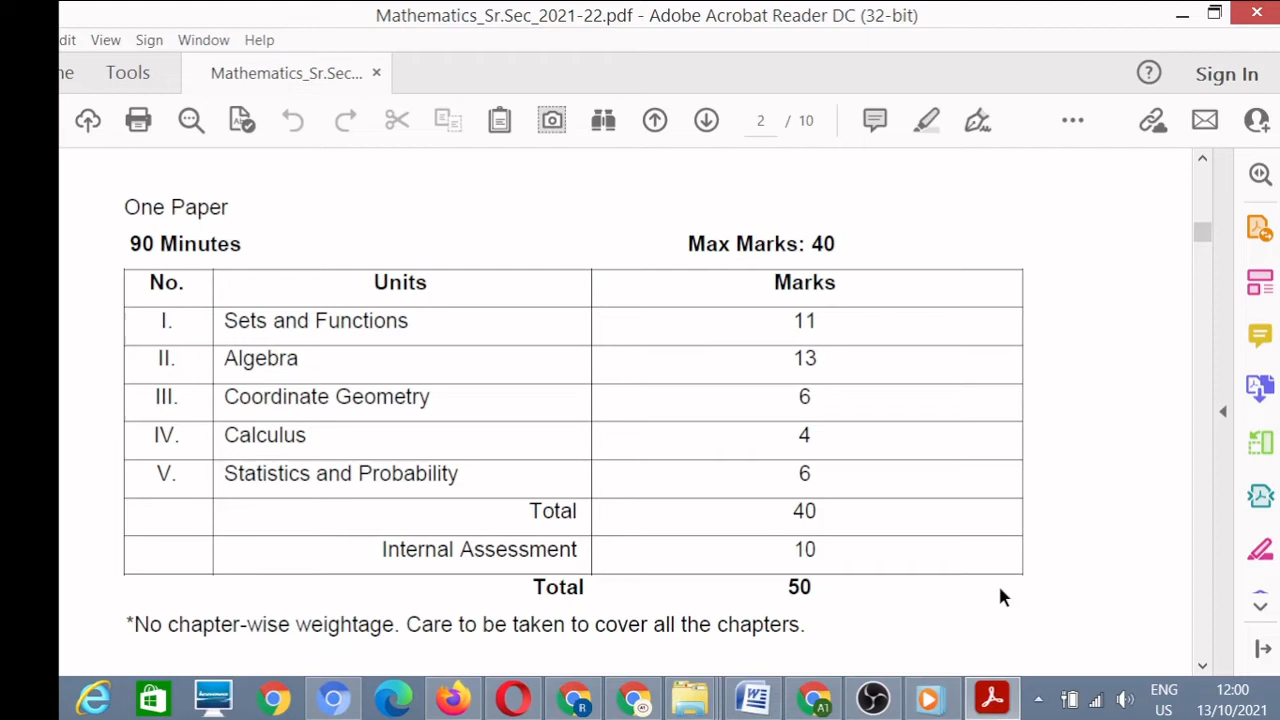 Mathematics_Sr.Sec_2021-22.pdf - Adobe Acrobat Reader DC (32-bit)
dit View Sign Window Help
ne Tools Mathematics_Sr.Sec... × Sign In
2 / 10
One Paper
90 Minutes Max Marks: 40
No. Units Marks
I. Sets and Functions 11
II. Algebra 13
III. Coordinate Geometry 6
IV. Calculus 4
V. Statistics and Probability 6
Total 40
Internal Assessment 10
Total 50
*No chapter-wise weightage. Care to be taken to cover all the chapters.
ENG 12:00
US 13/10/2021